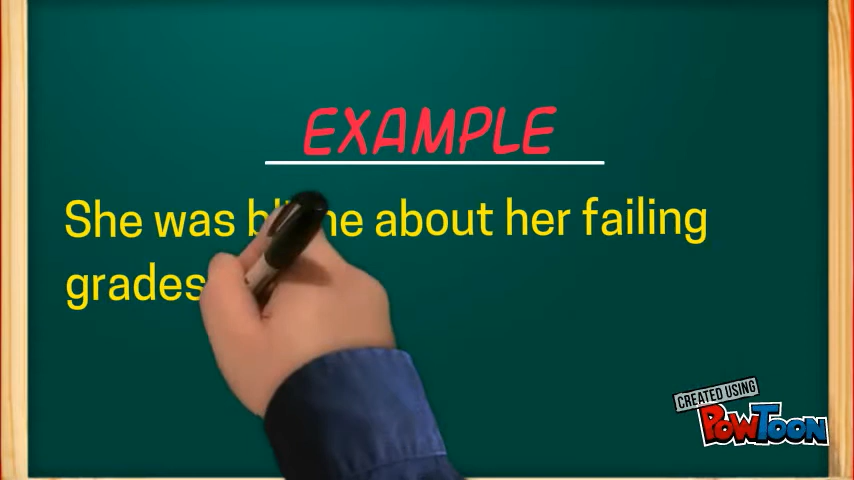 EXAMPLE
She was about her failing
grades
CREATED USING
POWTOON